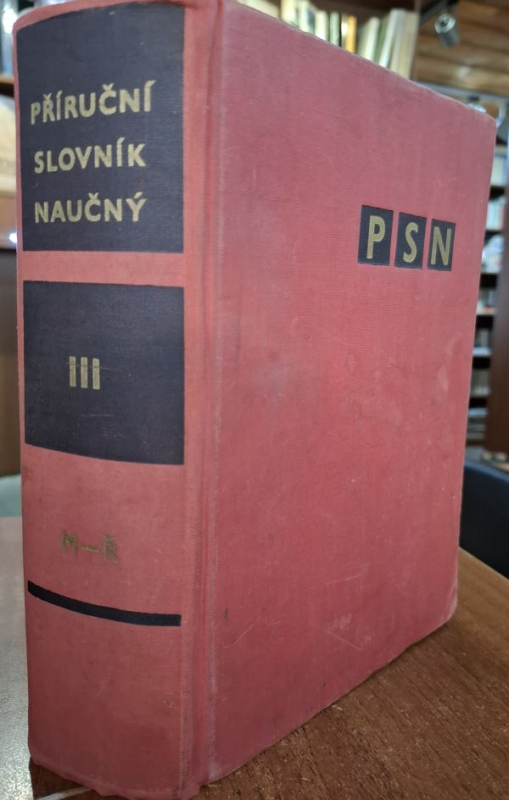 PŘÍRUČNÍ
SLOVNÍK
NAUČNÝ
III
M–Ř
PSN